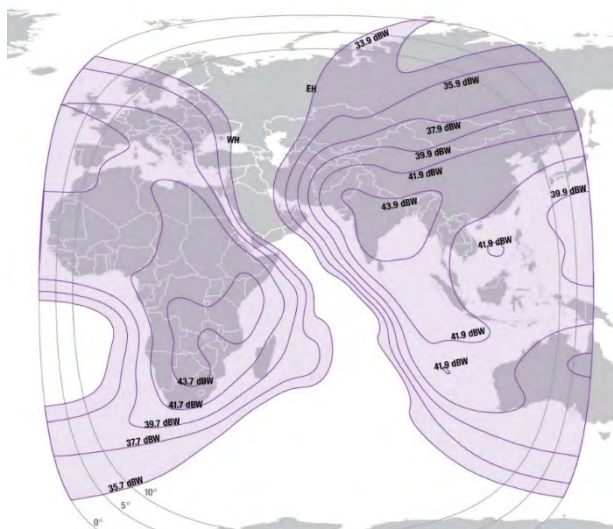 33.9 dBW
EH
35.9 dBW
37.9 dBW
WH
39.9 dBW
41.9 dBW
39.9 dBW
43.9 dBW
41.9 dBW
41.9 dBW
41.9 dBW
43.7 dBW
41.7 dBW
39.7 dBW
37.7 dBW
35.7 dBW
10°
5°
0°